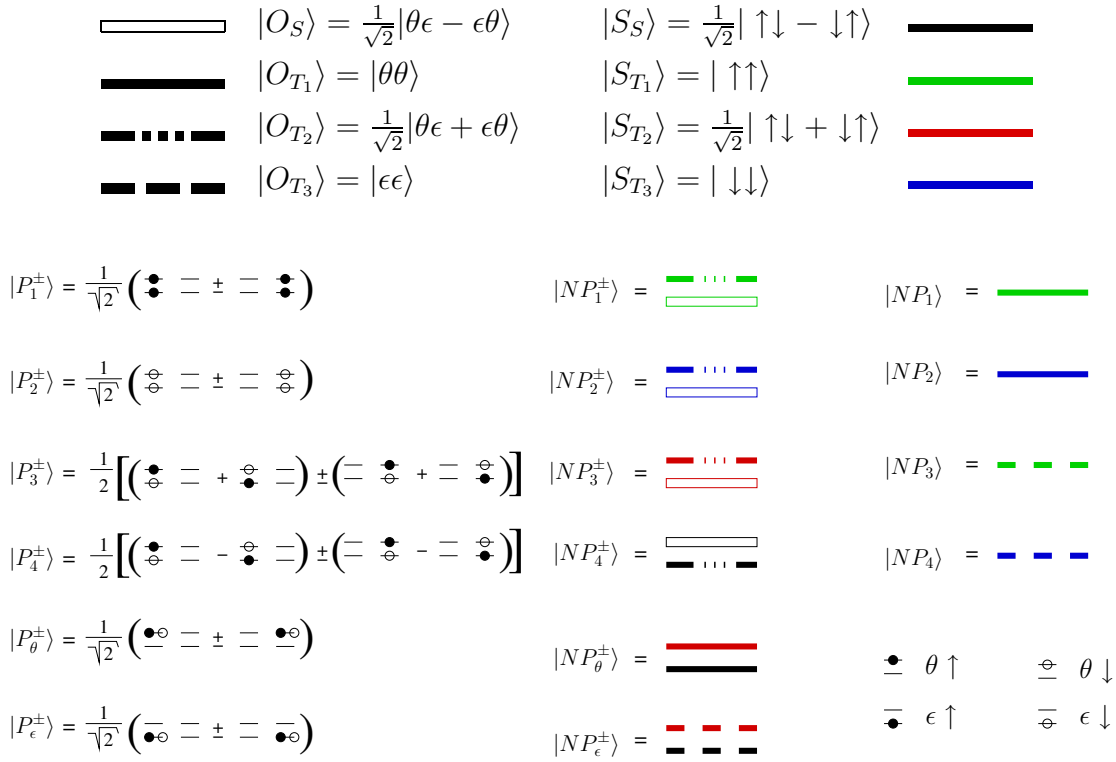 |O_S⟩ = 1/√2 |θϵ − ϵθ⟩ |S_S⟩ = 1/√2 | ↑↓ − ↓↑⟩
|O_{T_1}⟩ = |θθ⟩ |S_{T_1}⟩ = | ↑↑⟩
|O_{T_2}⟩ = 1/√2 |θϵ + ϵθ⟩ |S_{T_2}⟩ = 1/√2 | ↑↓ + ↓↑⟩
|O_{T_3}⟩ = |ϵϵ⟩ |S_{T_3}⟩ = | ↓↓⟩
|P_1^±⟩ = 1/√2 ( ± ) |NP_1^±⟩ = |NP_1⟩ =
|P_2^±⟩ = 1/√2 ( ± ) |NP_2^±⟩ = |NP_2⟩ =
|P_3^±⟩ = 1/2 [( + ) ± ( + )] |NP_3^±⟩ = |NP_3⟩ =
|P_4^±⟩ = 1/2 [( − ) ± ( − )] |NP_4^±⟩ = |NP_4⟩ =
|P_θ^±⟩ = 1/√2 ( ± ) |NP_θ^±⟩ = θ ↑ θ ↓
|P_ϵ^±⟩ = 1/√2 ( ± ) |NP_ϵ^±⟩ = ϵ ↑ ϵ ↓